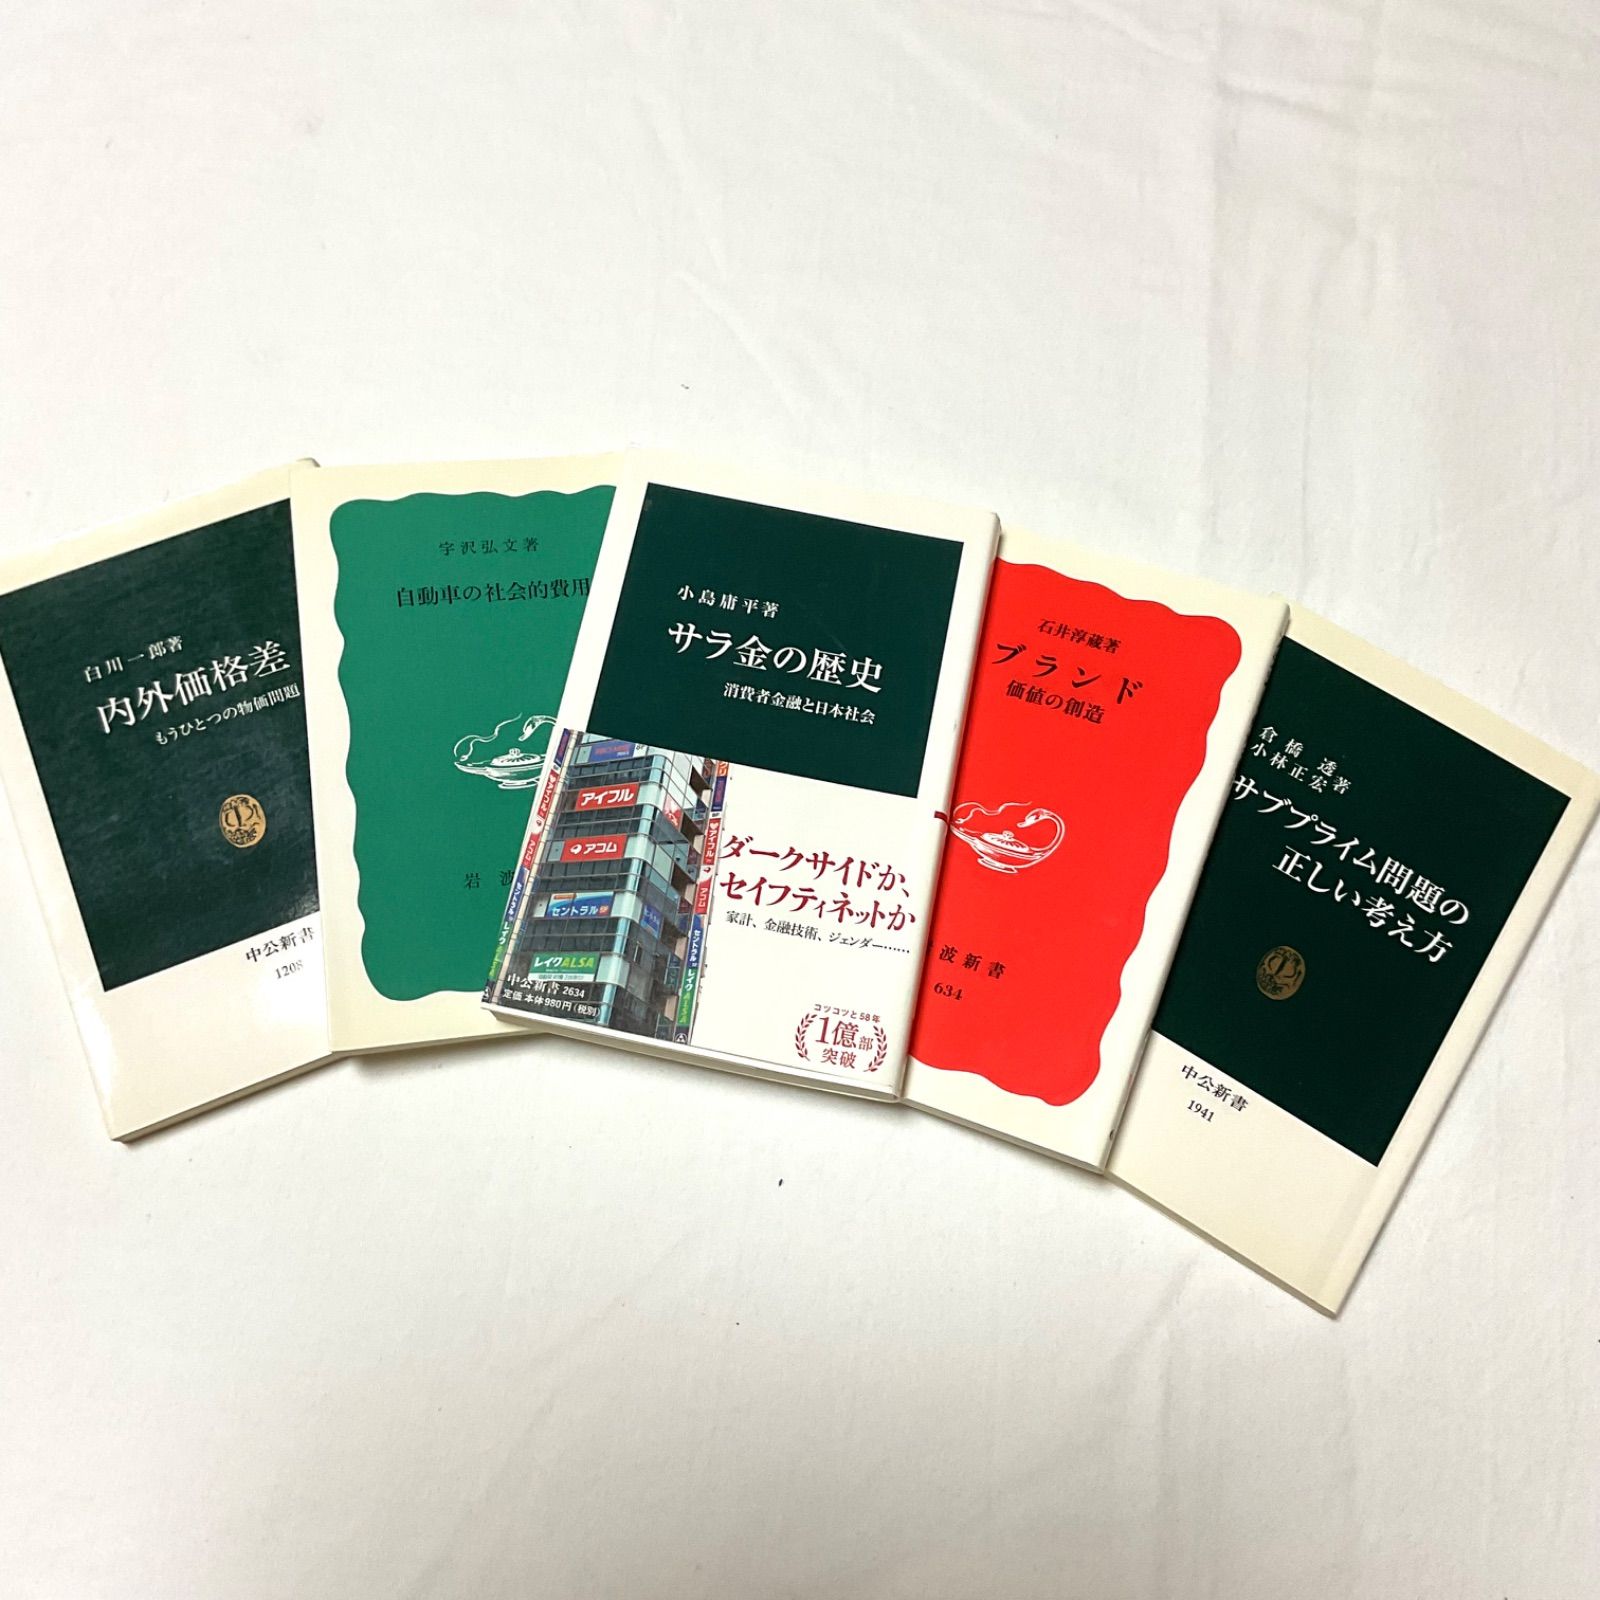 白川一郎著
内外価格差
もうひとつの物価問題
中公新書
1208
宇沢弘文著
自動車の社会的費用
岩波
小島庸平著
サラ金の歴史
消費者金融と日本社会
アイフル
アコム
セントラル
レイクALSA
ダークサイドか、
セイフティネットか
家計、金融技術、ジェンダー……
中公新書 2634
定価 本体980円(税別)
コツコツと58年
1億部
突破
石井淳蔵著
ブランド
価値の創造
波新書
634
倉橋 透
小林正宏著
サブプライム問題の
正しい考え方
中公新書
1941